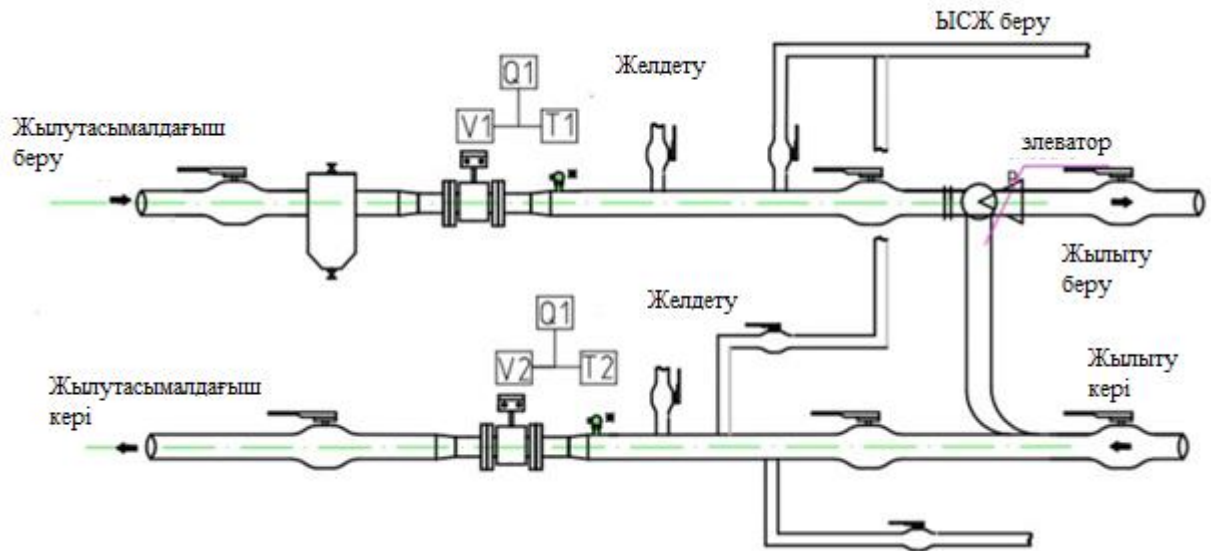 ЫСЖ беру
Желдету
Q1
V1
T1
Жылутасымалдағыш
беру
элеватор
Жылыту
беру
Желдету
Q1
V2
T2
Жылутасымалдағыш
кері
Жылыту
кері